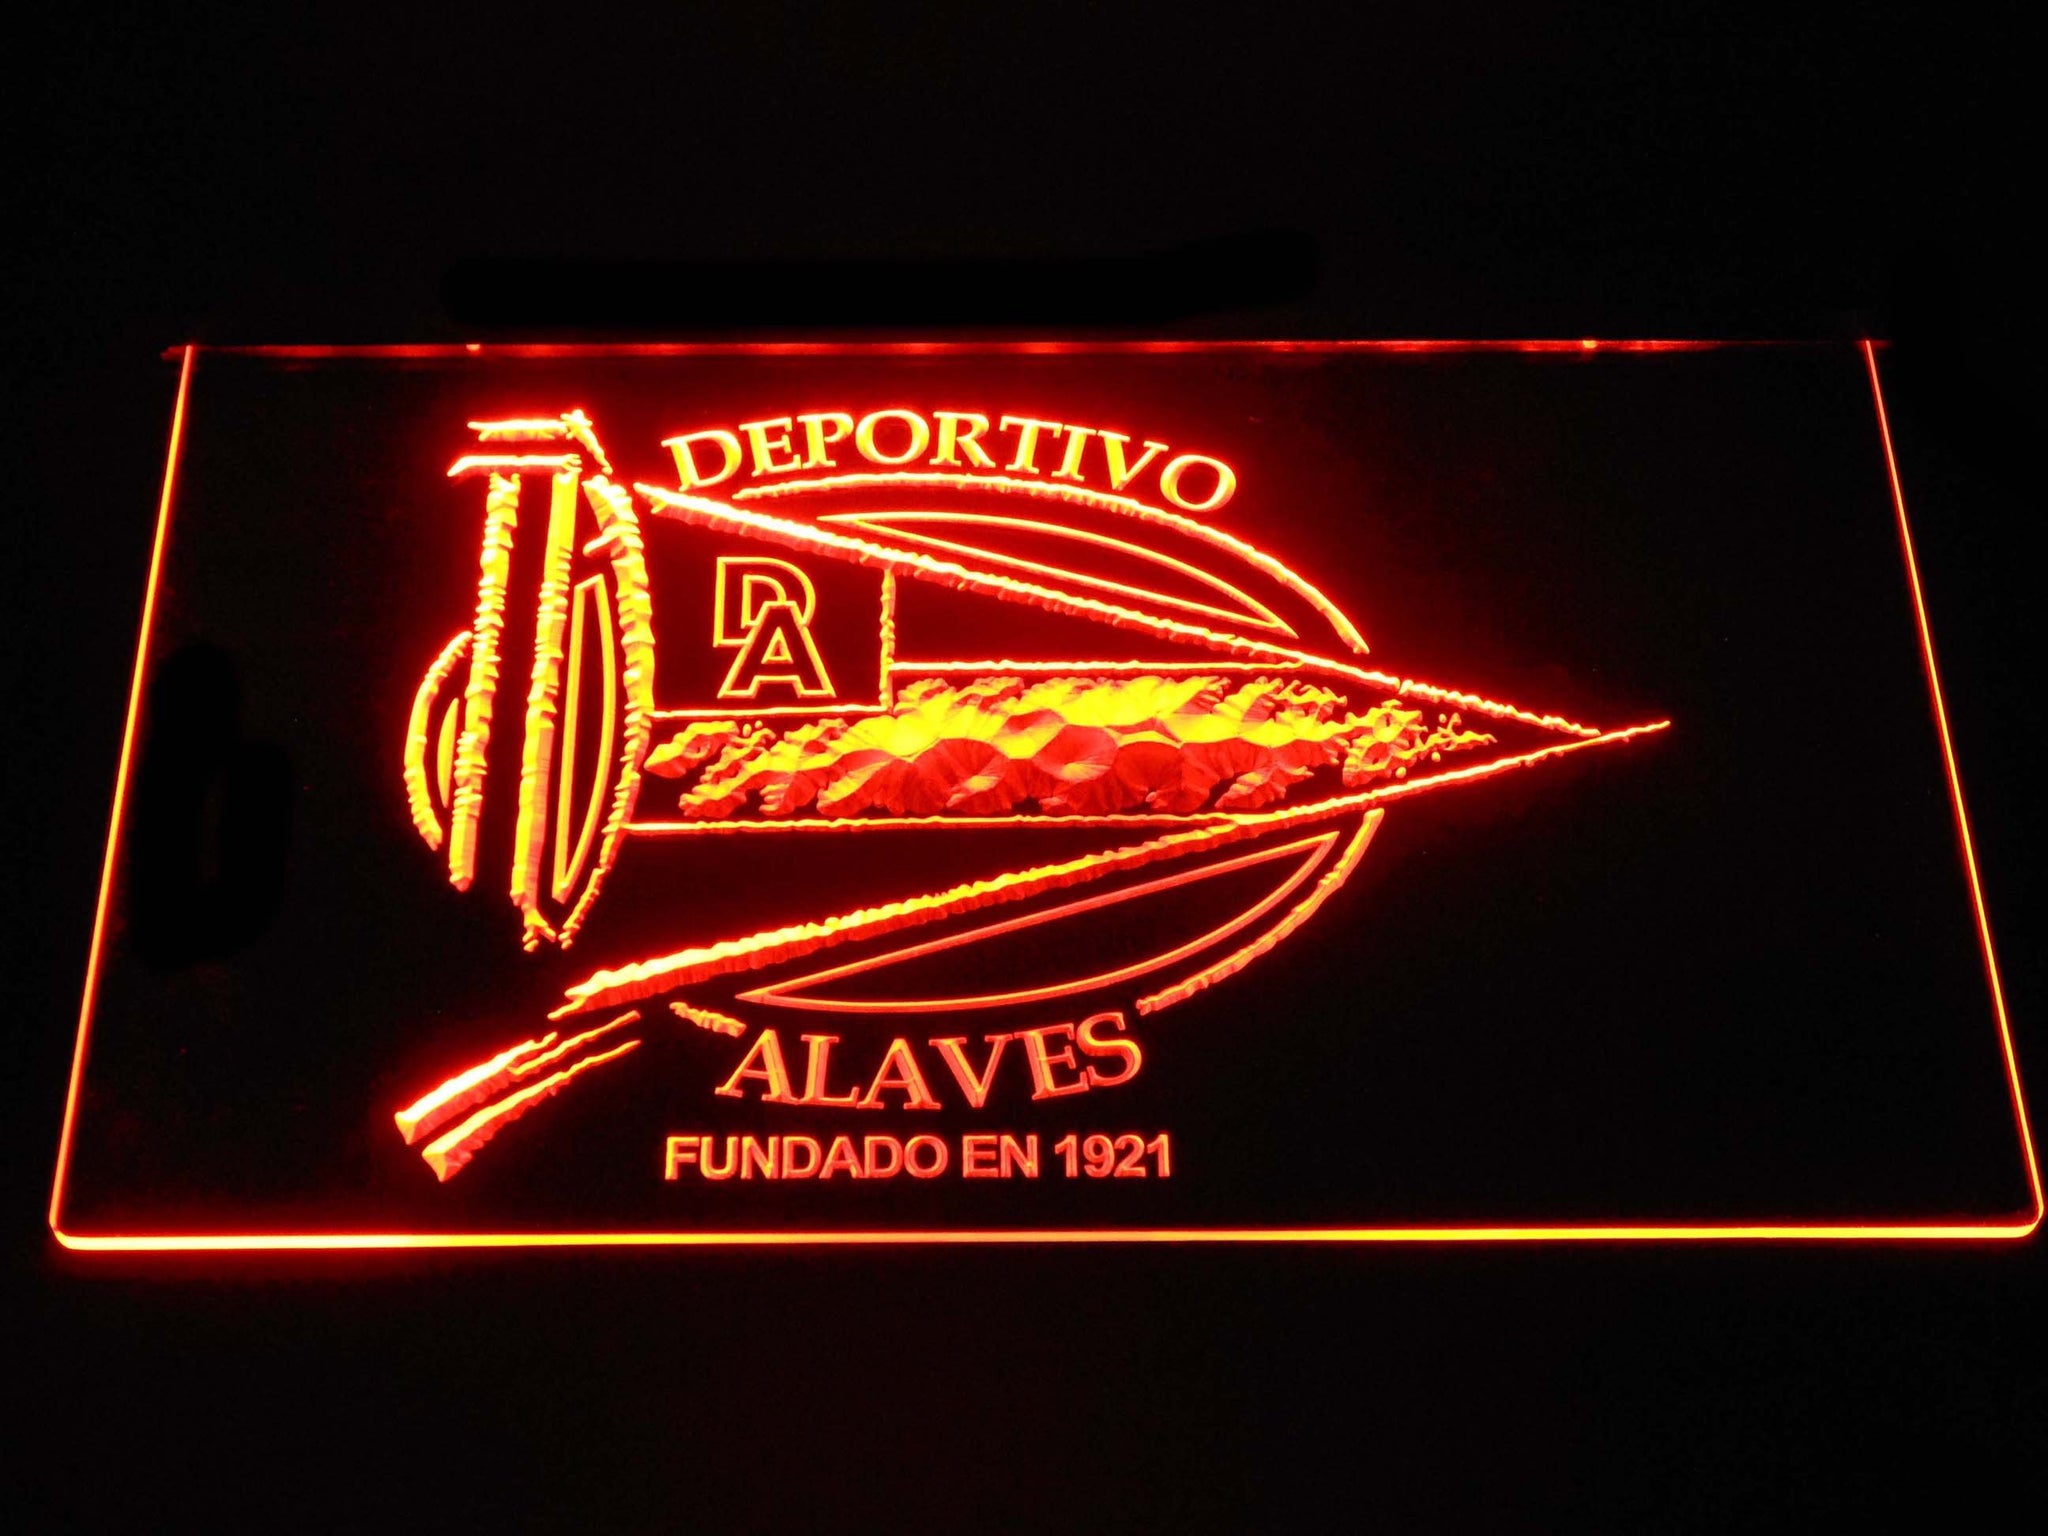 DEPORTIVO
DA
ALAVES
FUNDADO EN 1921